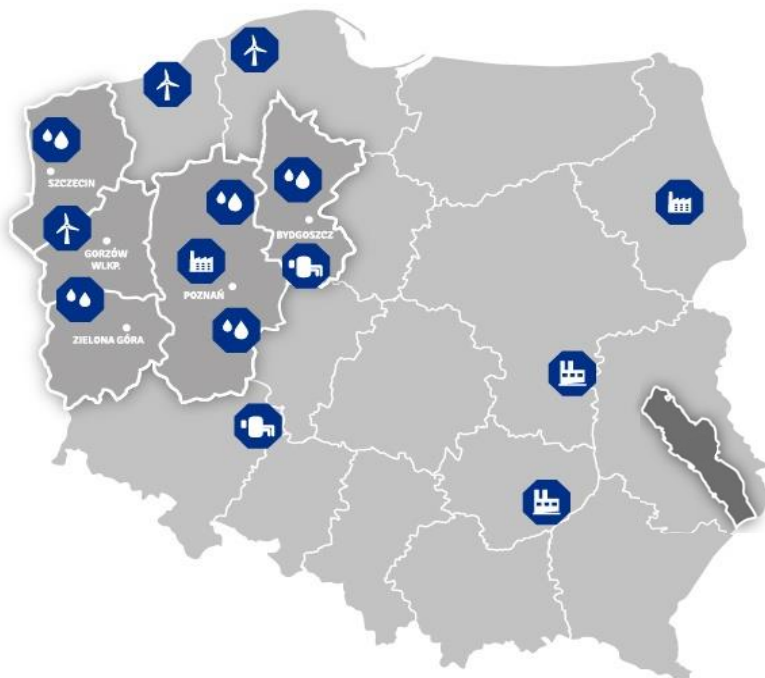 SZCZECIN
GORZÓW
WLKP.
BYDGOSZCZ
POZNAŃ
ZIELONA GÓRA